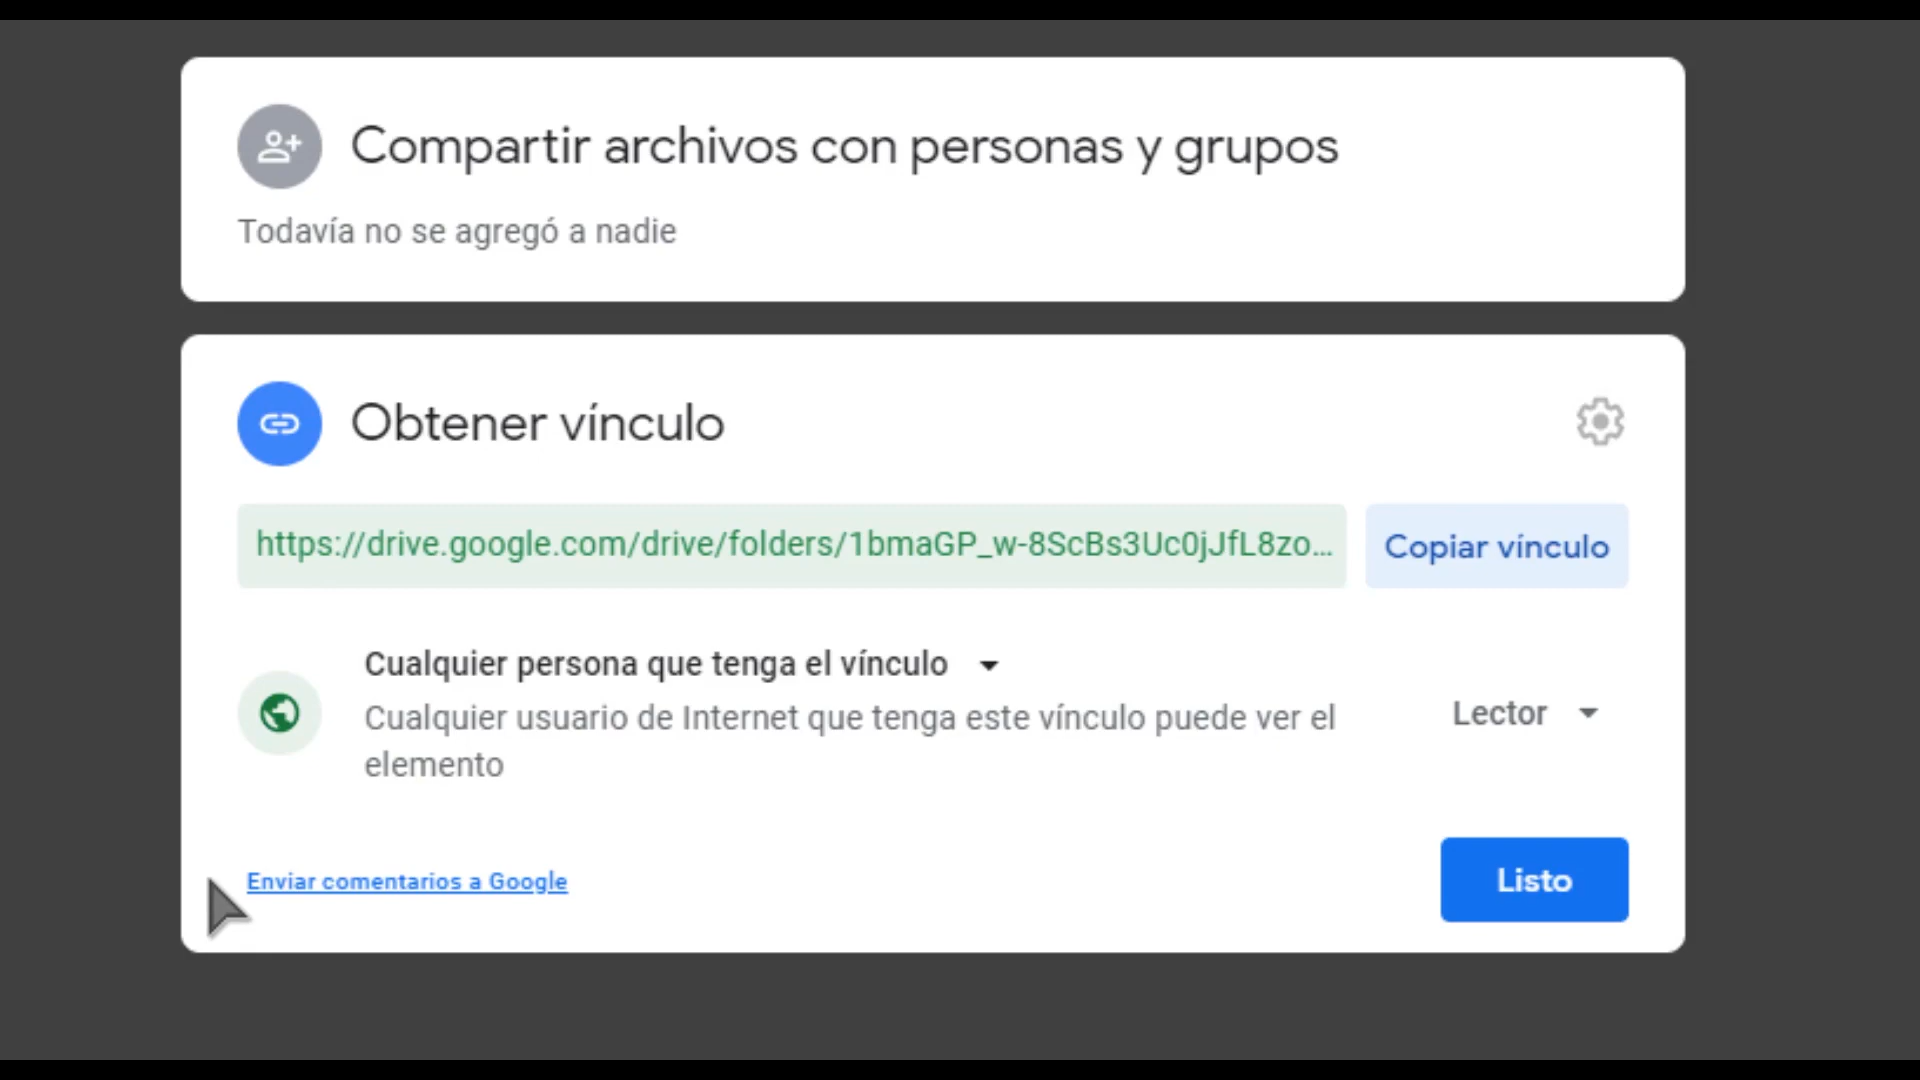 Compartir archivos con personas y grupos
Todavía no se agregó a nadie
Obtener vínculo
https://drive.google.com/drive/folders/1bmaGP_w-8ScBs3Uc0jJfL8zo...
Copiar vínculo
Cualquier persona que tenga el vínculo
Cualquier usuario de Internet que tenga este vínculo puede ver el
elemento
Lector
Enviar comentarios a Google
Listo